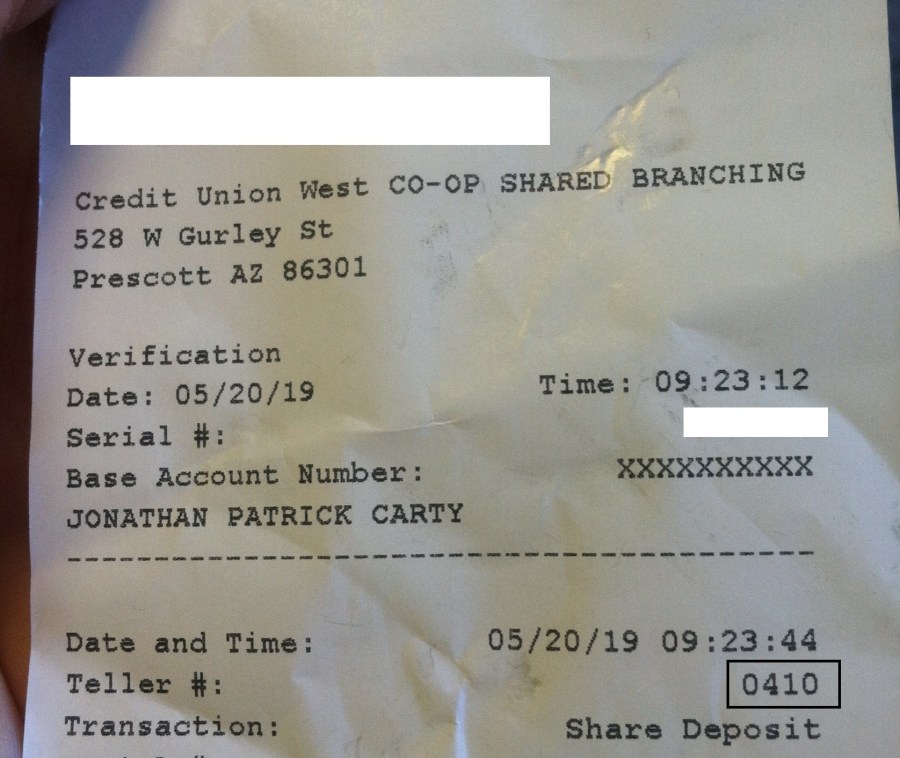 Credit Union West CO-OP SHARED BRANCHING
528 W Gurley St
Prescott AZ 86301
Verification
Date: 05/20/19 Time: 09:23:12
Serial #:
Base Account Number: XXXXXXXXXX
JONATHAN PATRICK CARTY
----------------------------------------
Date and Time: 05/20/19 09:23:44
Teller #: 0410
Transaction: Share Deposit